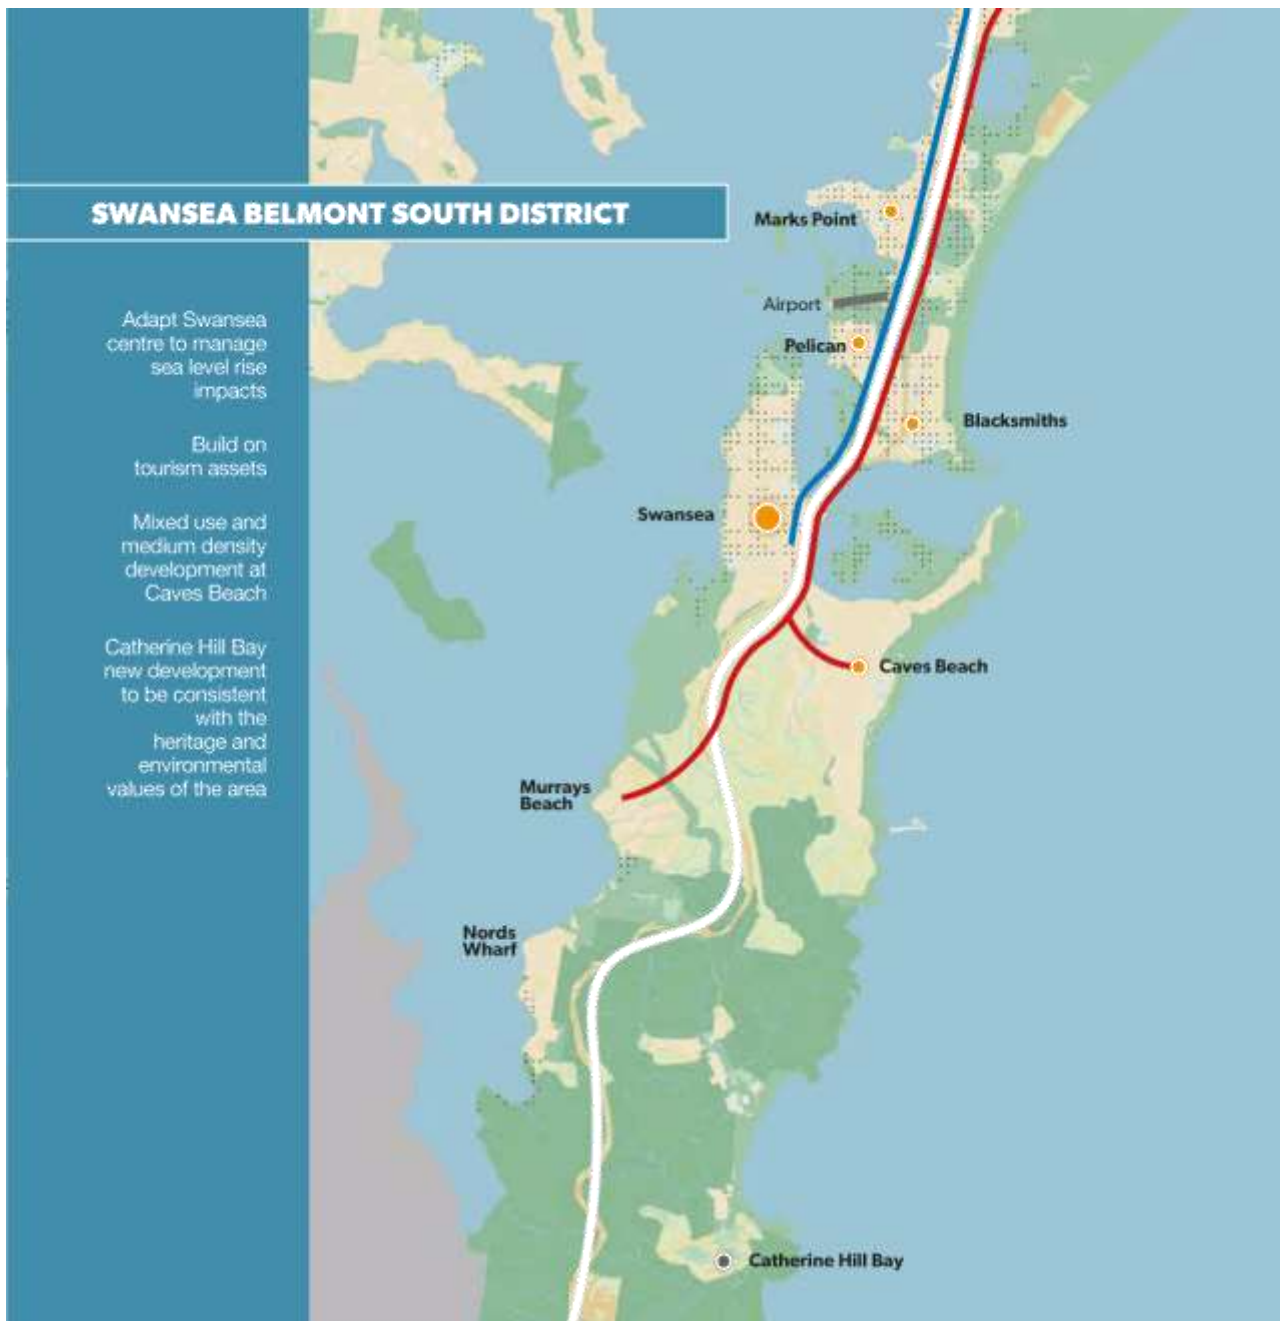 SWANSEA BELMONT SOUTH DISTRICT
Adapt Swansea
centre to manage
sea level rise
impacts
Build on
tourism assets
Mixed use and
medium density
development at
Caves Beach
Catherine Hill Bay
new development
to be consistent
with the
heritage and
environmental
values of the area
Marks Point
Airport
Pelican
Blacksmiths
Swansea
Caves Beach
Murrays
Beach
Nords
Wharf
Catherine Hill Bay